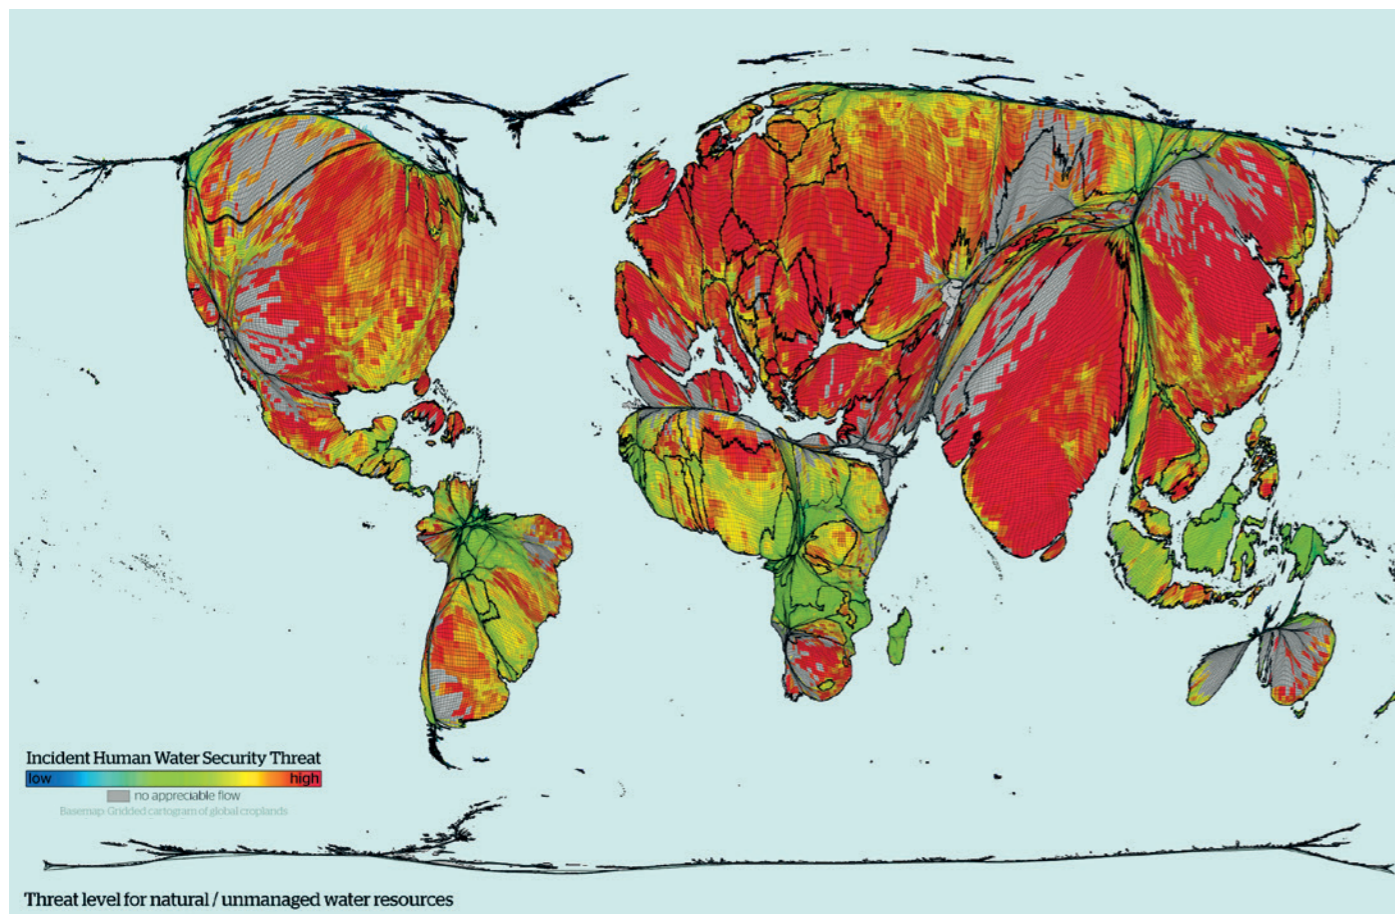 Incident Human Water Security Threat
low high
no appreciable flow
Basemap: Gridded cartogram of global croplands
Threat level for natural / unmanaged water resources